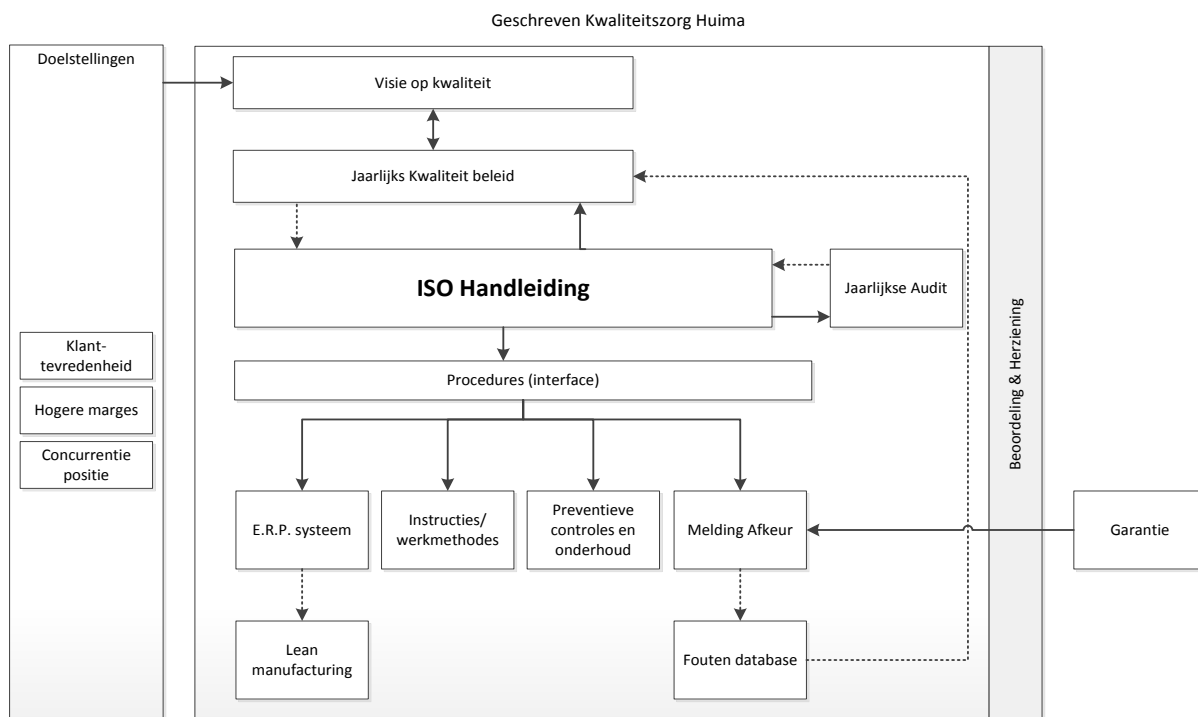 Geschreven Kwaliteitszorg Huima
Doelstellingen
Visie op kwaliteit
Jaarlijks Kwaliteit beleid
ISO Handleiding
Jaarlijkse Audit
Klant-
tevredenheid
Hogere marges
Concurrentie
positie
Procedures (interface)
Beoordeling & Herziening
E.R.P. systeem
Instructies/
werkmethodes
Preventieve
controles en
onderhoud
Melding Afkeur
Garantie
Lean
manufacturing
Fouten database